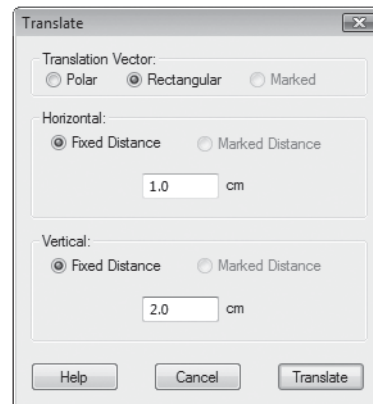 Translate
Translation Vector:
Polar Rectangular Marked
Horizontal:
Fixed Distance Marked Distance
1.0 cm
Vertical:
Fixed Distance Marked Distance
2.0 cm
Help Cancel Translate